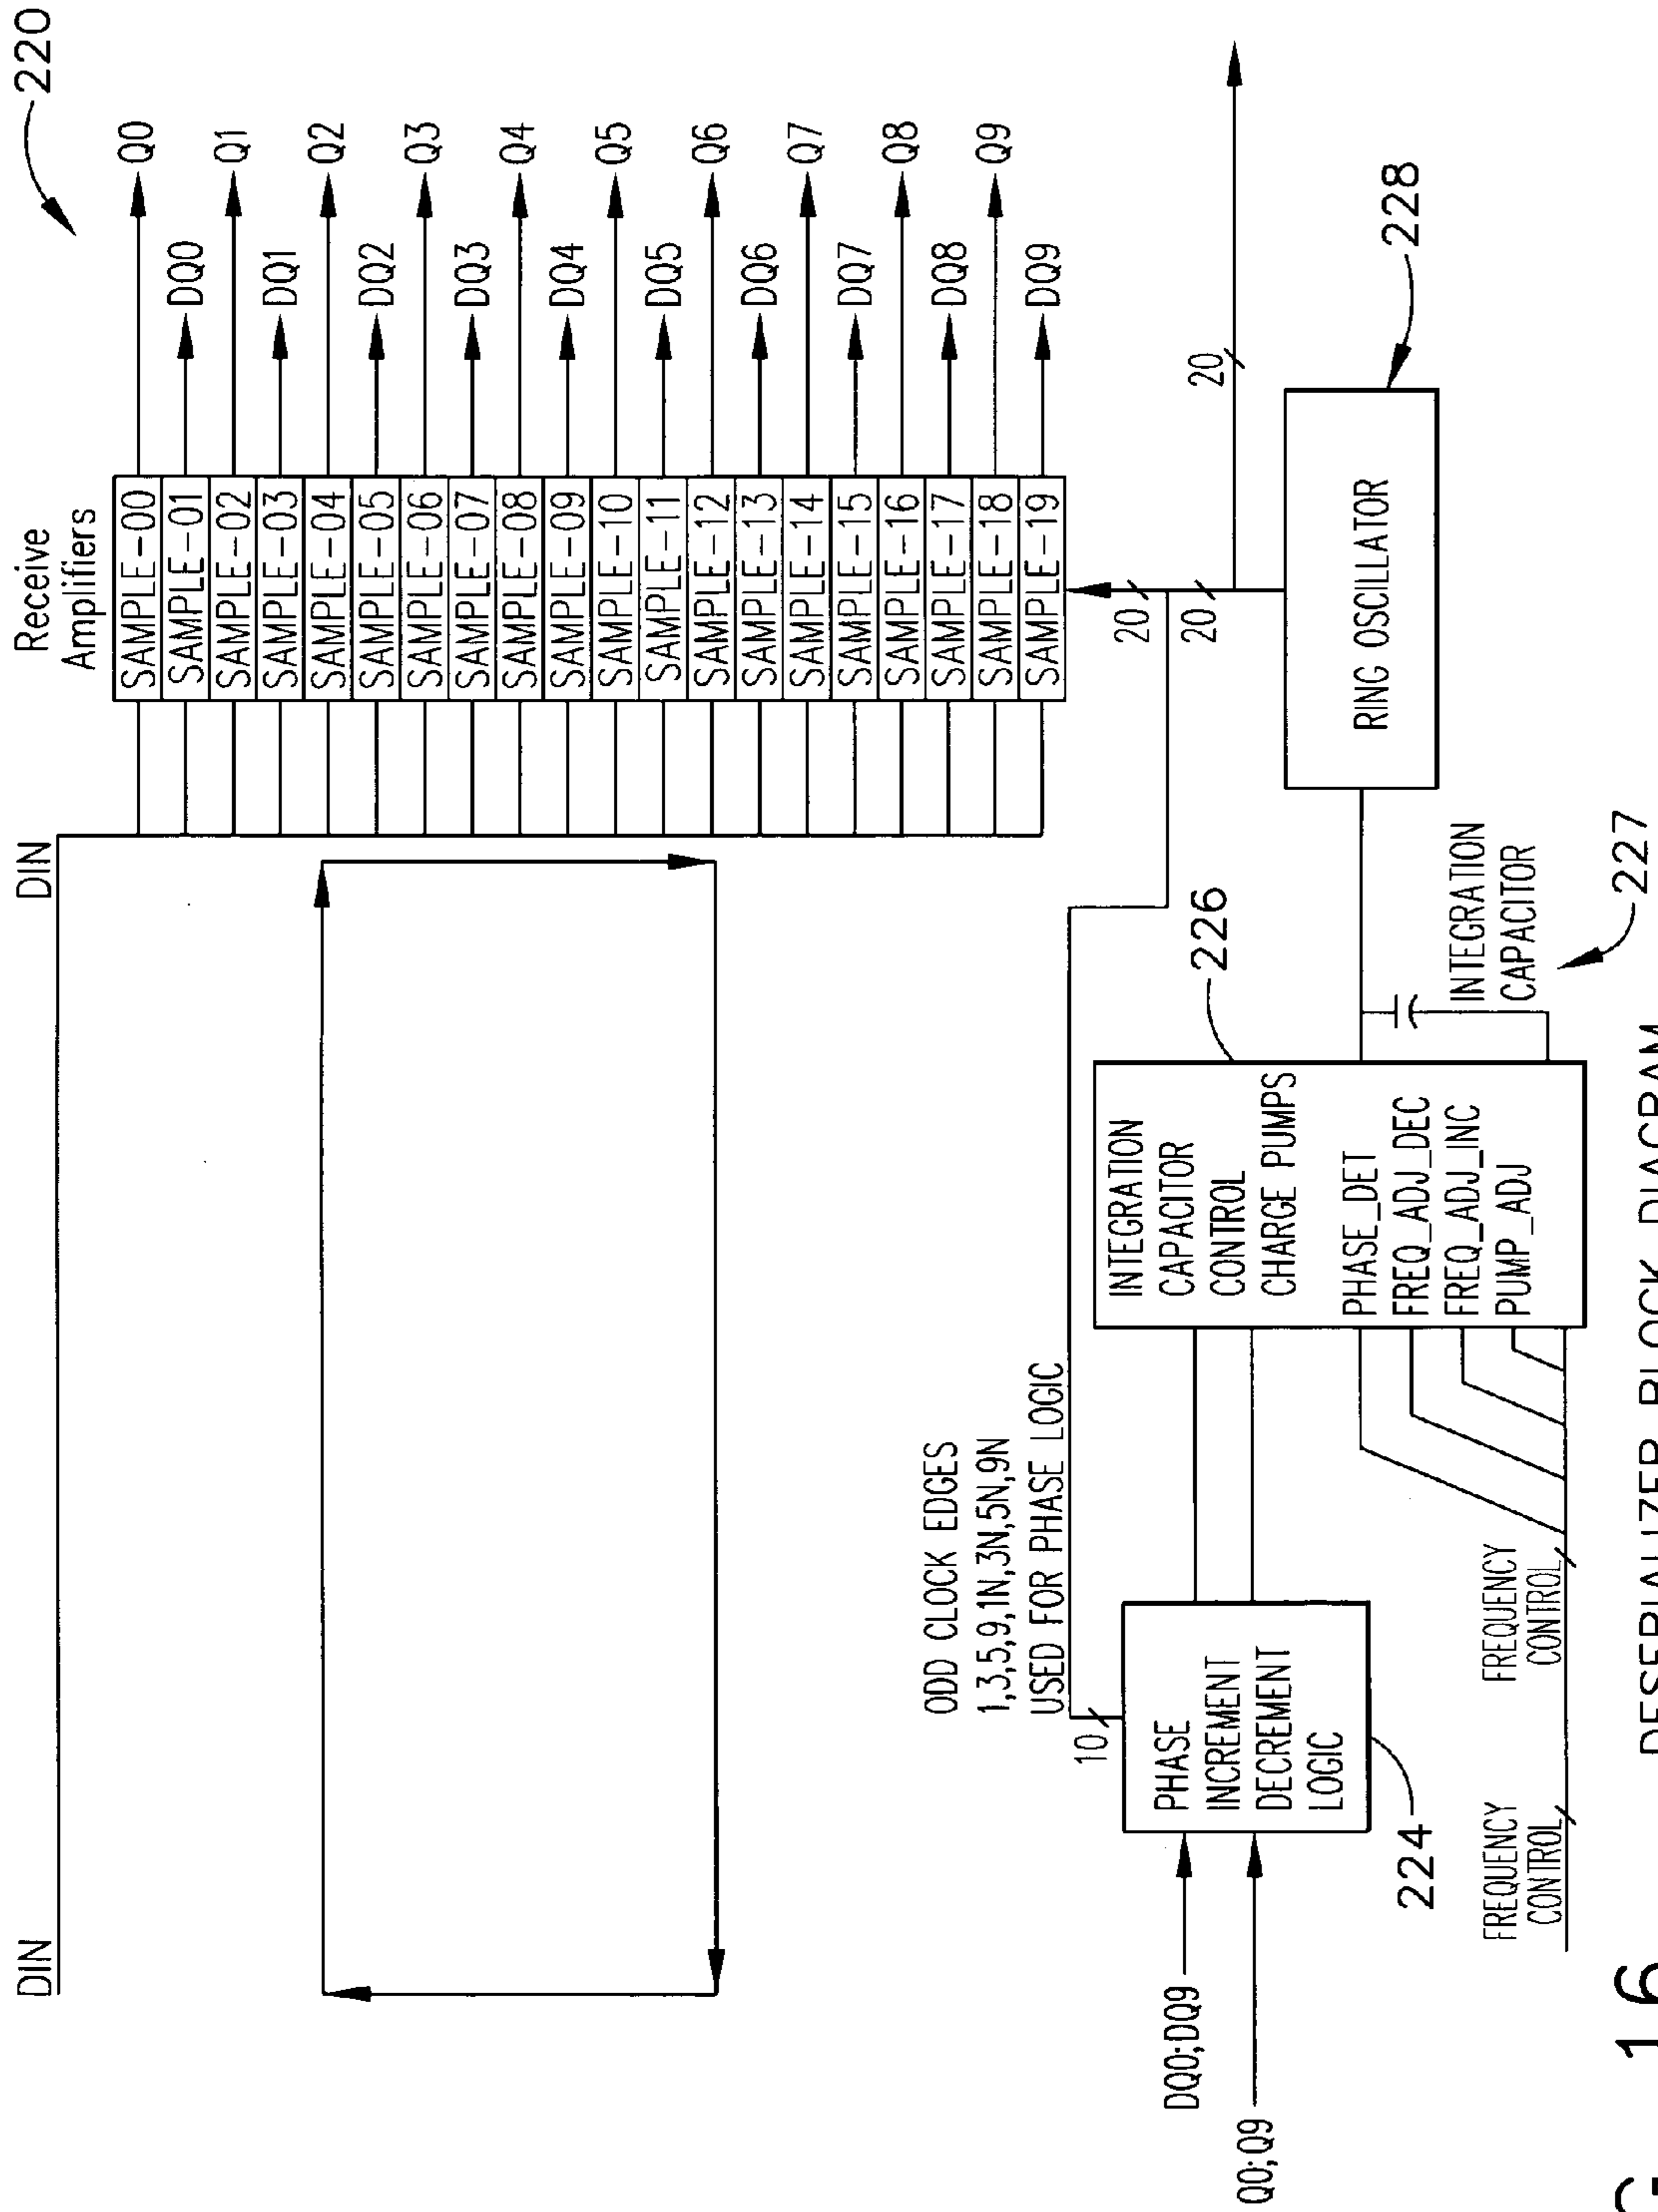 DIN
DIN
Receive
Amplifiers
220
SAMPLE-00
Q0
SAMPLE-01
DQ0
SAMPLE-02
Q1
SAMPLE-03
DQ1
SAMPLE-04
Q2
SAMPLE-05
DQ2
SAMPLE-06
Q3
SAMPLE-07
DQ3
SAMPLE-08
Q4
SAMPLE-09
DQ4
SAMPLE-10
Q5
SAMPLE-11
DQ5
SAMPLE-12
Q6
SAMPLE-13
DQ6
SAMPLE-14
Q7
SAMPLE-15
DQ7
SAMPLE-16
Q8
SAMPLE-17
DQ8
SAMPLE-18
Q9
SAMPLE-19
DQ9
ODD CLOCK EDGES
1,3,5,9,1N,3N,5N,9N
USED FOR PHASE LOGIC
10
20
20
20
DQ0;DQ9
Q0;Q9
PHASE
INCREMENT
DECREMENT
LOGIC
224
INTEGRATION
CAPACITOR
CONTROL
CHARGE PUMPS
PHASE_DET
FREQ_ADJ_DEC
FREQ_ADJ_INC
PUMP_ADJ
226
RING OSCILLATOR
228
INTEGRATION
CAPACITOR
227
FREQUENCY
CONTROL
FREQUENCY
CONTROL
16
DESERIALIZER BLOCK DIAGRAM